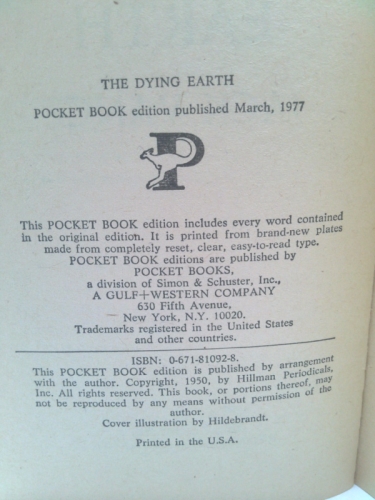 THE DYING EARTH
POCKET BOOK edition published March, 1977
P
This POCKET BOOK edition includes every word contained
in the original edition. It is printed from brand-new plates
made from completely reset, clear, easy-to-read type.
POCKET BOOK editions are published by
POCKET BOOKS,
a division of Simon & Schuster, Inc.,
A GULF+WESTERN COMPANY
630 Fifth Avenue,
New York, N.Y. 10020.
Trademarks registered in the United States
and other countries.
ISBN: 0-671-81092-8.
This POCKET BOOK edition is published by arrangement
with the author. Copyright, 1950, by Hillman Periodicals,
Inc. All rights reserved. This book, or portions thereof, may
not be reproduced by any means without permission of the
author.
Cover illustration by Hildebrandt.
Printed in the U.S.A.